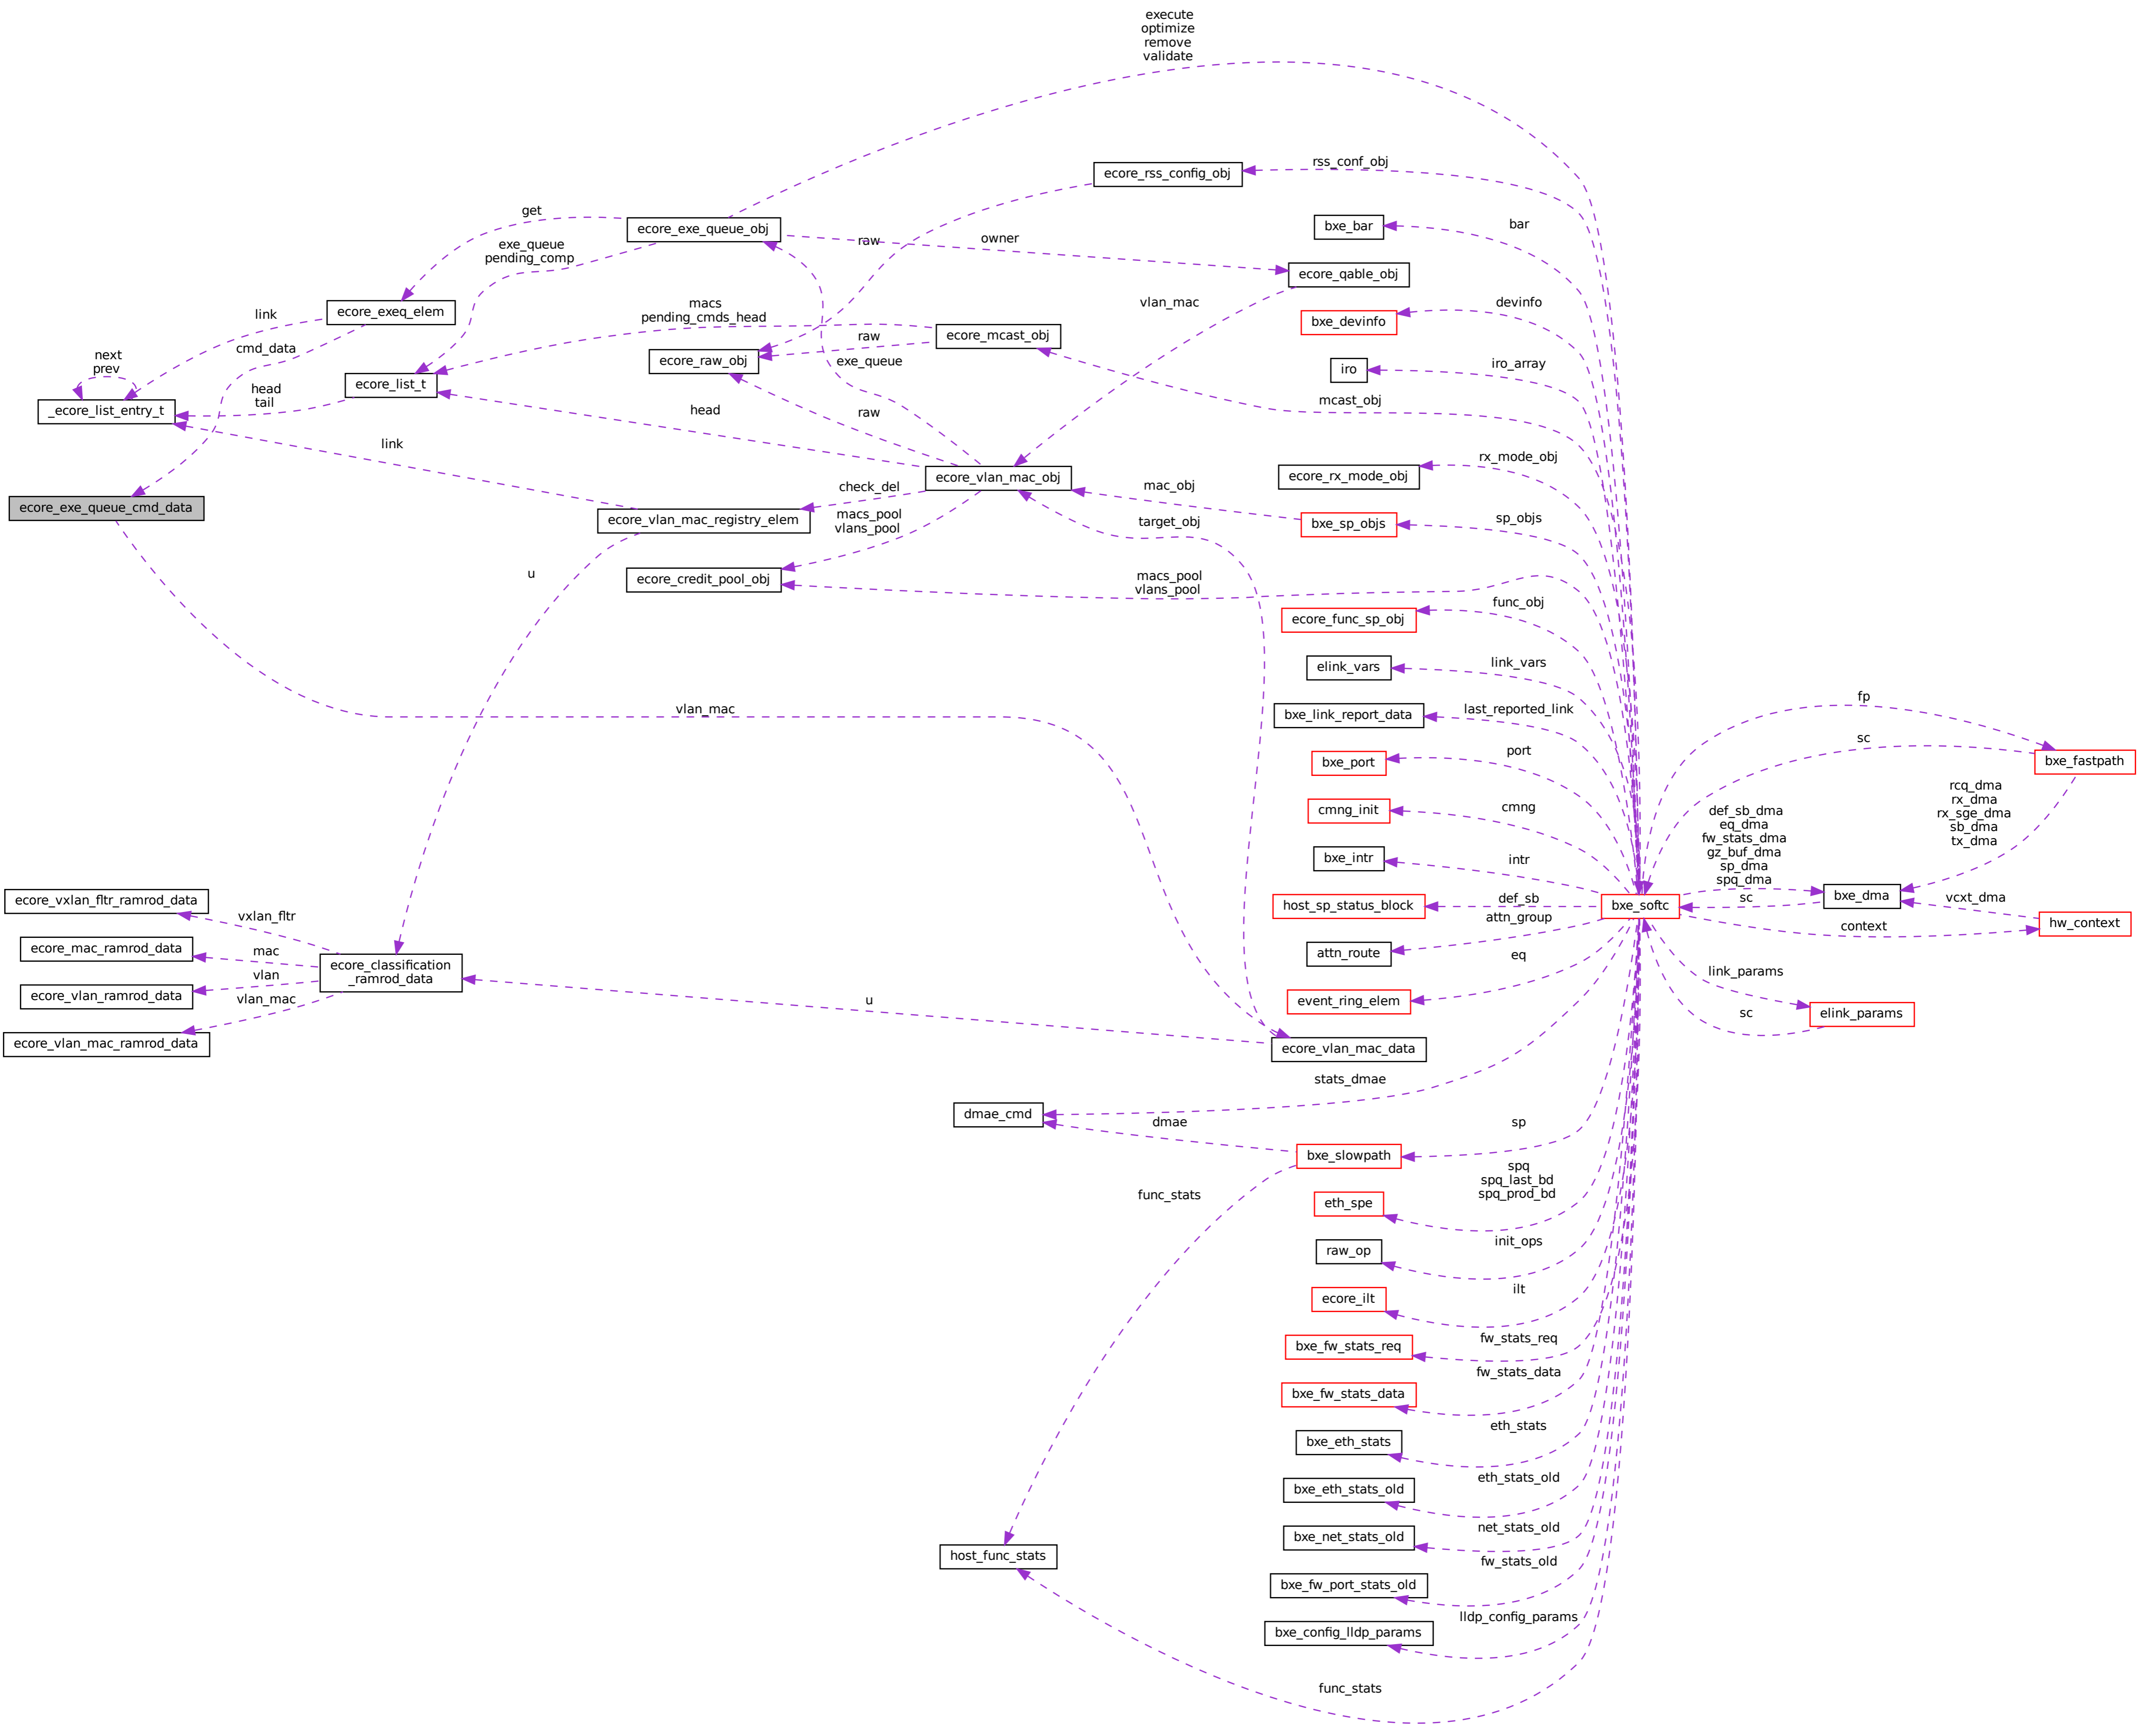 execute
optimize
remove
validate
rss_conf_obj
ecore_rss_config_obj
get
ecore_exe_queue_obj
bxe_bar
bar
exe_queue
pending_comp
raw
owner
ecore_qable_obj
ecore_exeq_elem
link
macs
pending_cmds_head
vlan_mac
devinfo
bxe_devinfo
ecore_mcast_obj
raw
cmd_data
next
prev
ecore_raw_obj
exe_queue
iro
iro_array
ecore_list_t
head
tail
_ecore_list_entry_t
head
raw
mcast_obj
link
rx_mode_obj
ecore_rx_mode_obj
ecore_vlan_mac_obj
check_del
mac_obj
ecore_exe_queue_cmd_data
ecore_vlan_mac_registry_elem
macs_pool
vlans_pool
target_obj
bxe_sp_objs
sp_objs
u
ecore_credit_pool_obj
macs_pool
vlans_pool
func_obj
ecore_func_sp_obj
elink_vars
link_vars
fp
vlan_mac
bxe_link_report_data
last_reported_link
sc
port
bxe_port
bxe_fastpath
cmng
cmng_init
rcq_dma
rx_dma
rx_sge_dma
sb_dma
tx_dma
def_sb_dma
eq_dma
fw_stats_dma
gz_buf_dma
sp_dma
spq_dma
bxe_intr
intr
ecore_vxlan_fltr_ramrod_data
vxlan_fltr
host_sp_status_block
def_sb
bxe_softc
sc
bxe_dma
vcxt_dma
attn_group
context
hw_context
ecore_mac_ramrod_data
mac
attn_route
eq
ecore_classification
_ramrod_data
vlan
link_params
ecore_vlan_ramrod_data
vlan_mac
u
event_ring_elem
sc
elink_params
ecore_vlan_mac_ramrod_data
ecore_vlan_mac_data
stats_dmae
dmae_cmd
dmae
sp
bxe_slowpath
func_stats
spq
spq_last_bd
spq_prod_bd
eth_spe
init_ops
raw_op
ilt
ecore_ilt
fw_stats_req
bxe_fw_stats_req
fw_stats_data
bxe_fw_stats_data
eth_stats
bxe_eth_stats
eth_stats_old
bxe_eth_stats_old
net_stats_old
bxe_net_stats_old
host_func_stats
fw_stats_old
bxe_fw_port_stats_old
lldp_config_params
bxe_config_lldp_params
func_stats